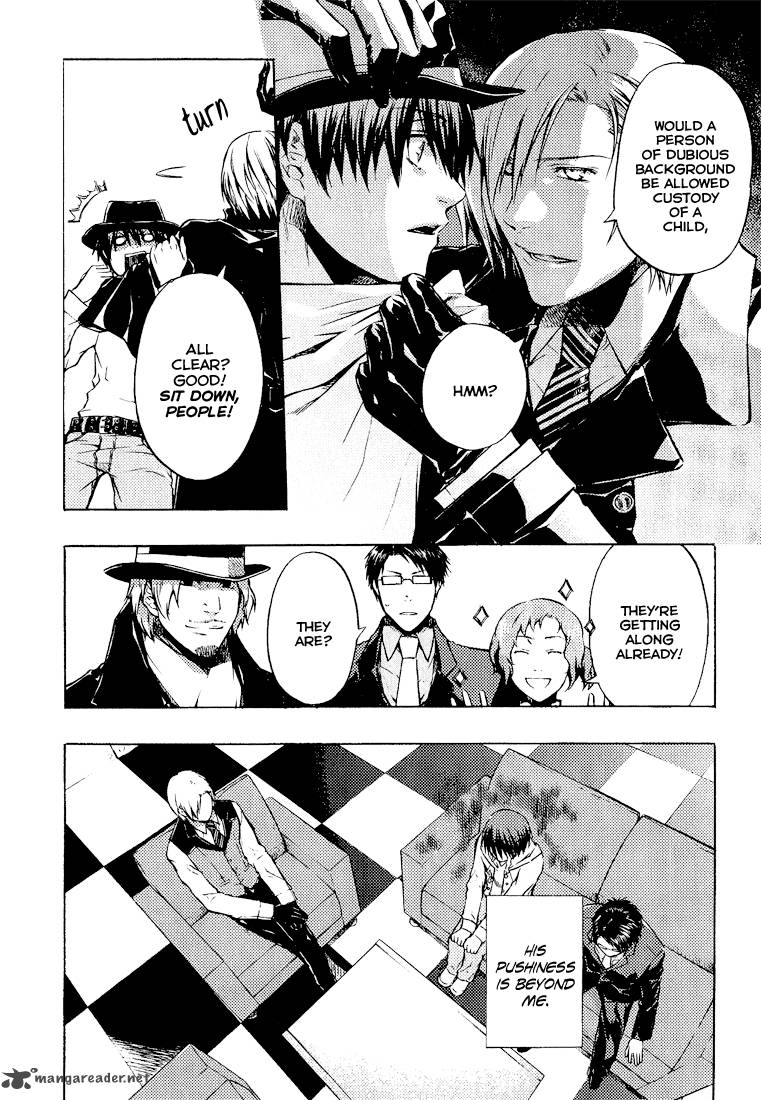 WOULD A
PERSON
OF DUBIOUS
BACKGROUND
BE ALLOWED
CUSTODY
OF A
CHILD,
HMM?
turn
ALL
CLEAR?
GOOD!
SIT DOWN,
PEOPLE!
THEY
ARE?
THEY'RE
GETTING
ALONG
ALREADY!
HIS
PUSHINESS
IS BEYOND
ME.
mangareader.net